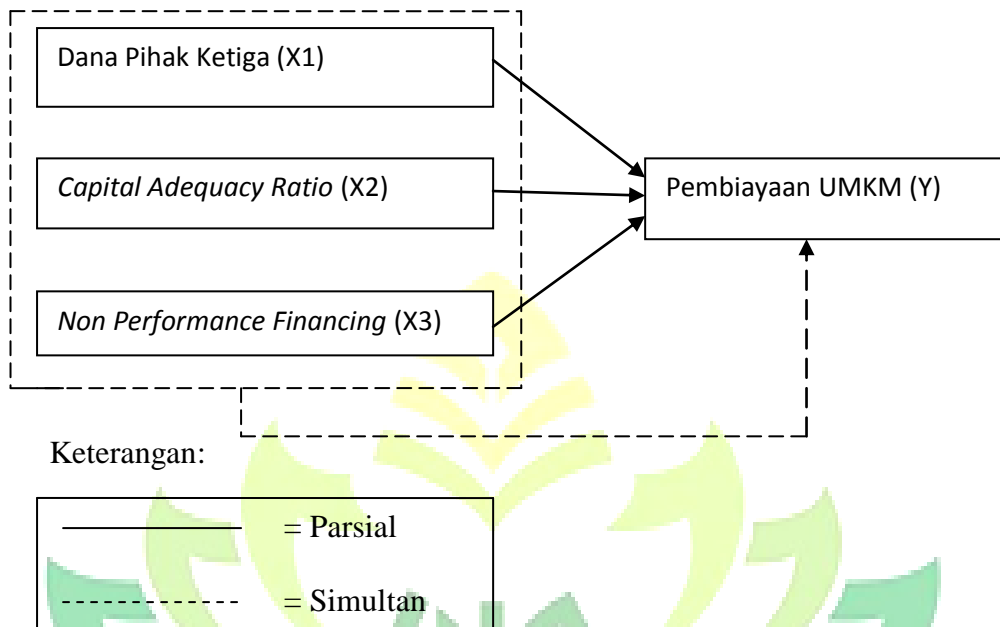 Dana Pihak Ketiga (X1)
Capital Adequacy Ratio (X2)
Pembiayaan UMKM (Y)
Non Performance Financing (X3)
Keterangan:
= Parsial
= Simultan